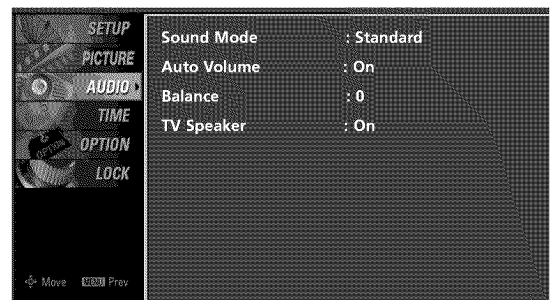 SETUP
PICTURE
AUDIO
TIME
OPTION
LOCK
Move MENU Prev
Sound Mode : Standard
Auto Volume : On
Balance : 0
TV Speaker : On